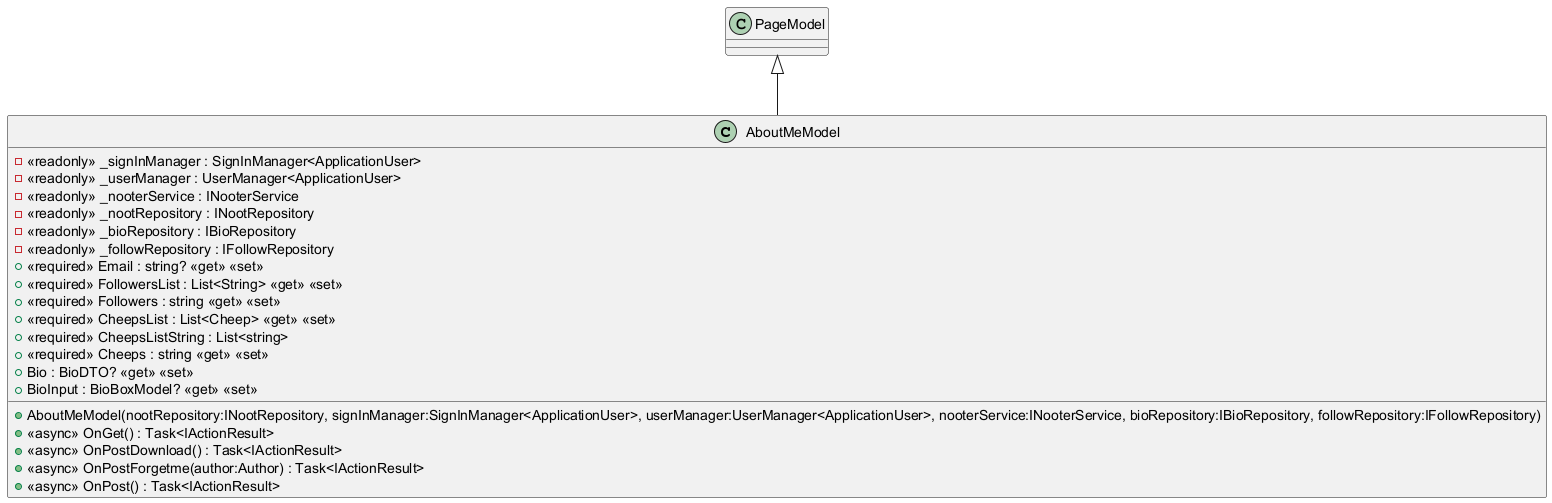 C PageModel
C AboutMeModel
«readonly» _signInManager : SignInManager<ApplicationUser>
«readonly» _userManager : UserManager<ApplicationUser>
«readonly» _nooterService : INooterService
«readonly» _nootRepository : INootRepository
«readonly» _bioRepository : IBioRepository
«readonly» _followRepository : IFollowRepository
«required» Email : string? «get» «set»
«required» FollowersList : List<String> «get» «set»
«required» Followers : string «get» «set»
«required» CheepsList : List<Cheep> «get» «set»
«required» CheepsListString : List<string>
«required» Cheeps : string «get» «set»
Bio : BioDTO? «get» «set»
BioInput : BioBoxModel? «get» «set»
AboutMeModel(nootRepository:INootRepository, signInManager:SignInManager<ApplicationUser>, userManager:UserManager<ApplicationUser>, nooterService:INooterService, bioRepository:IBioRepository, followRepository:IFollowRepository)
«async» OnGet() : Task<IActionResult>
«async» OnPostDownload() : Task<IActionResult>
«async» OnPostForgetme(author:Author) : Task<IActionResult>
«async» OnPost() : Task<IActionResult>